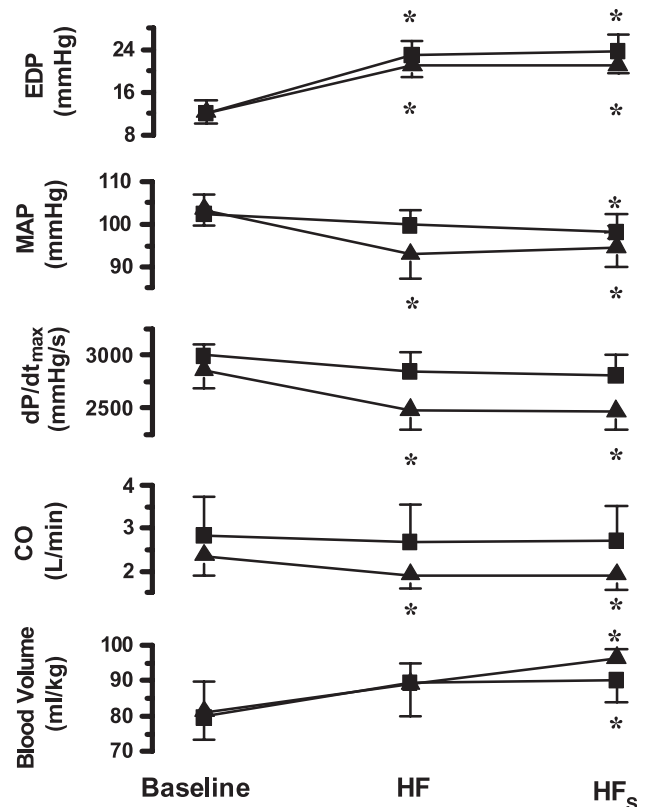 *
*
24
16
8
EDP
(mmHg)
*
*
110
100
90
MAP
(mmHg)
*
*
*
3000
2500
dP/dtmax
(mmHg/s)
*
*
4
3
2
CO
(L/min)
*
*
*
100
90
80
70
Blood Volume
(ml/kg)
*
Baseline
HF
HFS